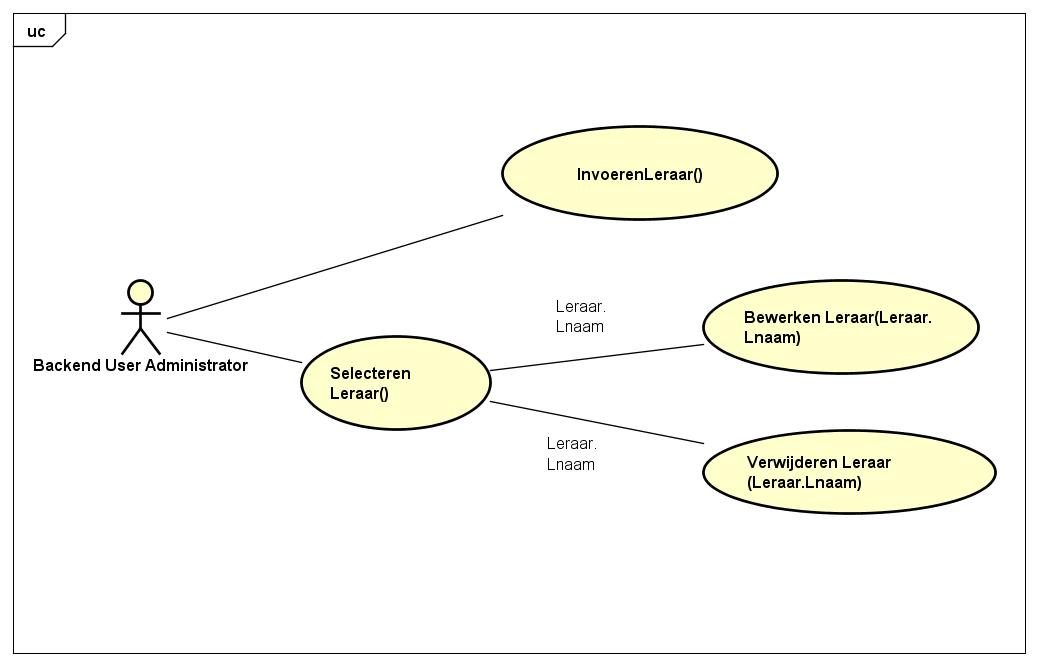 uc
InvoerenLeraar()
Leraar.
Lnaam
Bewerken Leraar(Leraar.
Lnaam)
Backend User Administrator
Selecteren
Leraar()
Leraar.
Lnaam
Verwijderen Leraar
(Leraar.Lnaam)